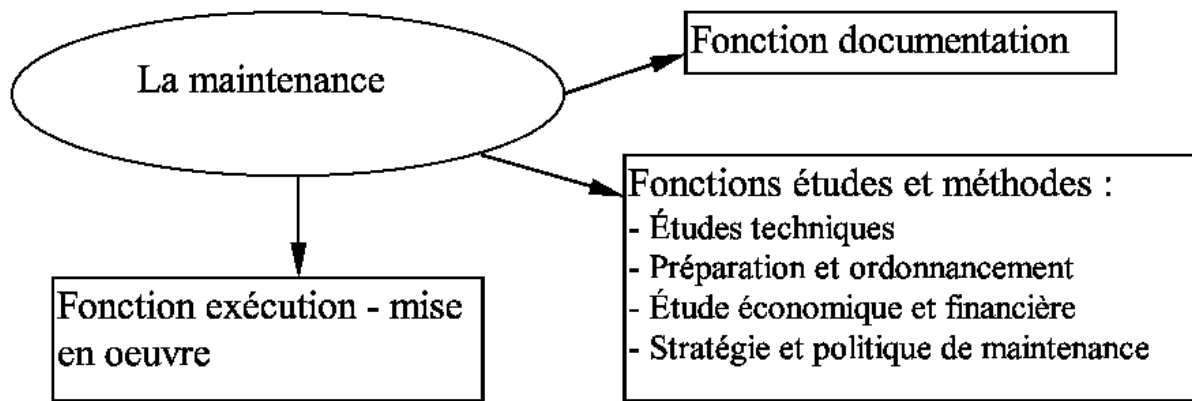 La maintenance
Fonction documentation
Fonctions études et méthodes :
- Études techniques
- Préparation et ordonnancement
- Étude économique et financière
- Stratégie et politique de maintenance
Fonction exécution - mise
en oeuvre